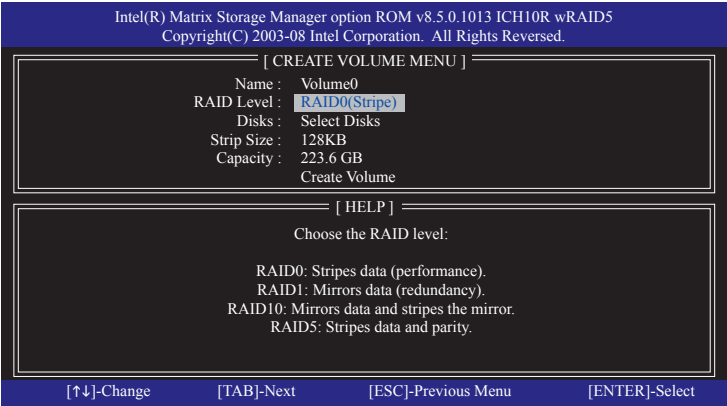 Intel(R) Matrix Storage Manager option ROM v8.5.0.1013 ICH10R wRAID5
Copyright(C) 2003-08 Intel Corporation. All Rights Reversed.
[ CREATE VOLUME MENU ]
Name : Volume0
RAID Level : RAID0(Stripe)
Disks : Select Disks
Strip Size : 128KB
Capacity : 223.6 GB
Create Volume
[ HELP ]
Choose the RAID level:
RAID0: Stripes data (performance).
RAID1: Mirrors data (redundancy).
RAID10: Mirrors data and stripes the mirror.
RAID5: Stripes data and parity.
[↑↓]-Change [TAB]-Next [ESC]-Previous Menu [ENTER]-Select